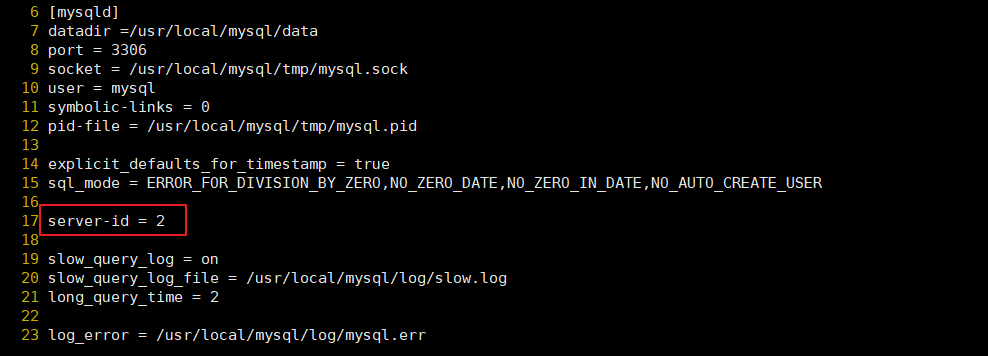 6 [mysqld]
7 datadir =/usr/local/mysql/data
8 port = 3306
9 socket = /usr/local/mysql/tmp/mysql.sock
10 user = mysql
11 symbolic-links = 0
12 pid-file = /usr/local/mysql/tmp/mysql.pid
13
14 explicit_defaults_for_timestamp = true
15 sql_mode = ERROR_FOR_DIVISION_BY_ZERO,NO_ZERO_DATE,NO_ZERO_IN_DATE,NO_AUTO_CREATE_USER
16
17 server-id = 2
18
19 slow_query_log = on
20 slow_query_log_file = /usr/local/mysql/log/slow.log
21 long_query_time = 2
22
23 log_error = /usr/local/mysql/log/mysql.err